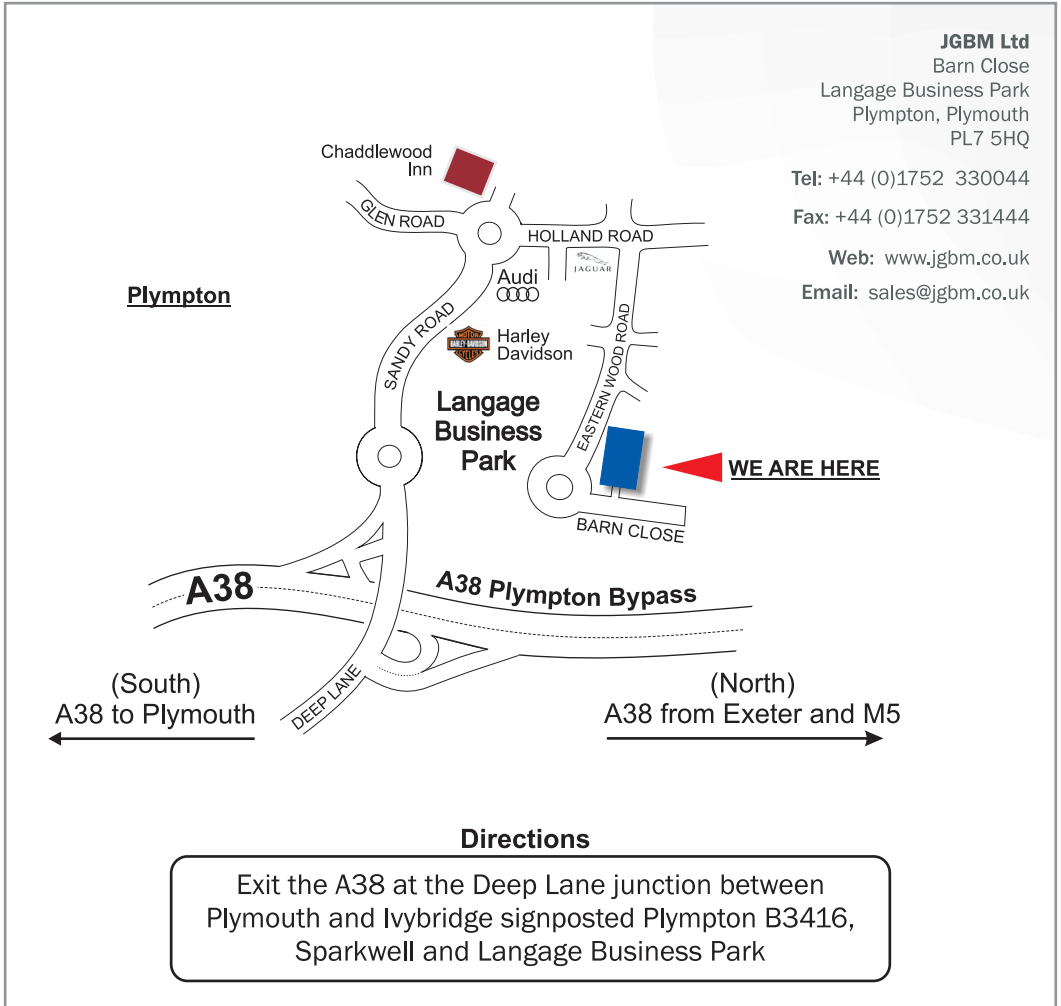 JGBM Ltd
Barn Close
Langage Business Park
Plympton, Plymouth
PL7 5HQ
Tel: +44 (0)1752 330044
Fax: +44 (0)1752 331444
Web: www.jgbm.co.uk
Email: sales@jgbm.co.uk
Chaddlewood
Inn
GLEN ROAD
HOLLAND ROAD
JAGUAR
Audi
Plympton
SANDY ROAD
MOTOR
HARLEY-DAVIDSON
CYCLES
Harley
Davidson
EASTERN WOOD ROAD
Langage
Business
Park
WE ARE HERE
BARN CLOSE
A38
A38 Plympton Bypass
DEEP LANE
(South)
A38 to Plymouth
(North)
A38 from Exeter and M5
Directions
Exit the A38 at the Deep Lane junction between
Plymouth and Ivybridge signposted Plympton B3416,
Sparkwell and Langage Business Park